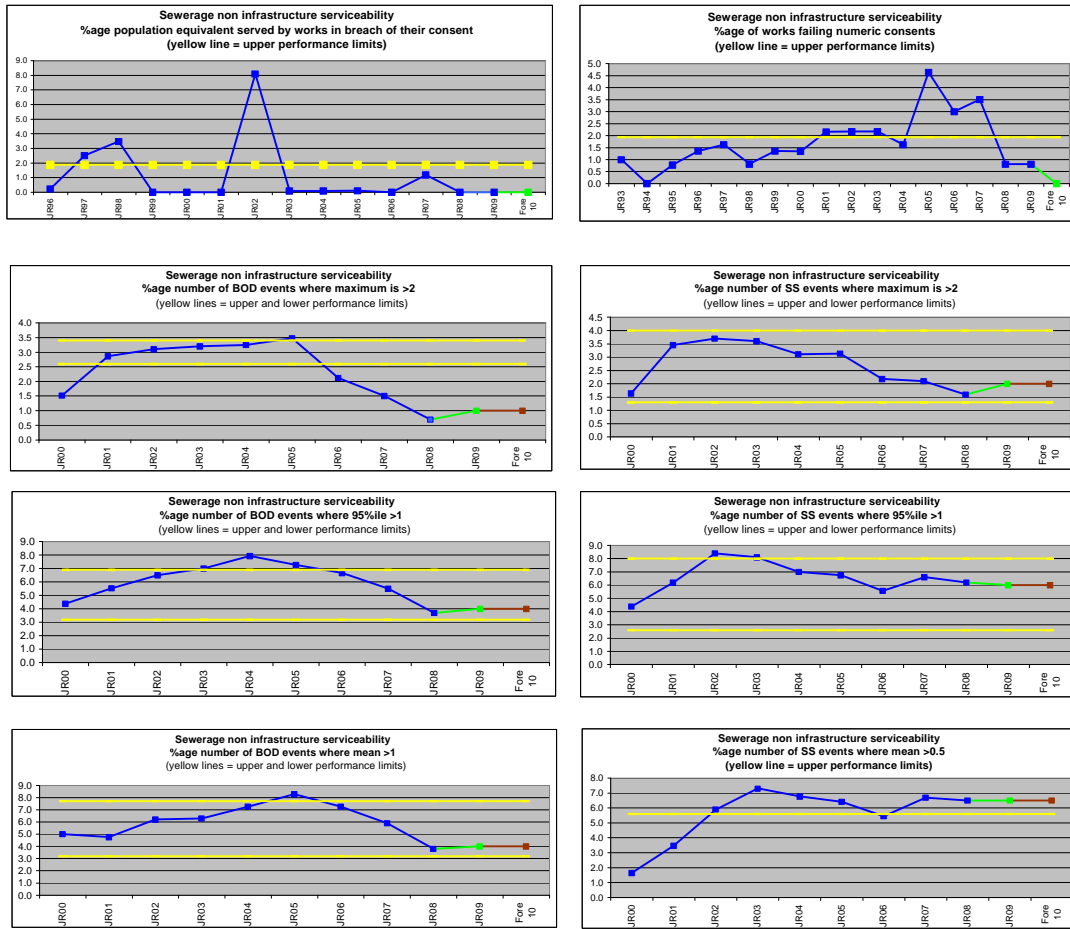 Sewerage non infrastructure serviceability
%age population equivalent served by works in breach of their consent
(yellow line = upper performance limits)
9.0
8.0
7.0
6.0
5.0
4.0
3.0
2.0
1.0
0.0
JR96 JR97 JR98 JR99 JR00 JR01 JR02 JR03 JR04 JR05 JR06 JR07 JR08 JR09 Fore 10
Sewerage non infrastructure serviceability
%age of works failing numeric consents
(yellow line = upper performance limits)
5.0
4.5
4.0
3.5
3.0
2.5
2.0
1.5
1.0
0.5
0.0
JR93 JR94 JR95 JR96 JR97 JR98 JR99 JR00 JR01 JR02 JR03 JR04 JR05 JR06 JR07 JR08 JR09 Fore 10
Sewerage non infrastructure serviceability
%age number of BOD events where maximum is >2
(yellow lines = upper and lower performance limits)
4.0
3.5
3.0
2.5
2.0
1.5
1.0
0.5
0.0
JR00 JR01 JR02 JR03 JR04 JR05 JR06 JR07 JR08 JR09 Fore 10
Sewerage non infrastructure serviceability
%age number of SS events where maximum is >2
(yellow lines = upper and lower performance limits)
4.5
4.0
3.5
3.0
2.5
2.0
1.5
1.0
0.5
0.0
JR00 JR01 JR02 JR03 JR04 JR05 JR06 JR07 JR08 JR09 Fore 10
Sewerage non infrastructure serviceability
%age number of BOD events where 95%ile >1
(yellow lines = upper and lower performance limits)
9.0
8.0
7.0
6.0
5.0
4.0
3.0
2.0
1.0
0.0
JR00 JR01 JR02 JR03 JR04 JR05 JR06 JR07 JR08 JR09 Fore 10
Sewerage non infrastructure serviceability
%age number of SS events where 95%ile >1
(yellow lines = upper and lower performance limits)
9.0
8.0
7.0
6.0
5.0
4.0
3.0
2.0
1.0
0.0
JR00 JR01 JR02 JR03 JR04 JR05 JR06 JR07 JR08 JR09 Fore 10
Sewerage non infrastructure serviceability
%age number of BOD events where mean >1
(yellow lines = upper and lower performance limits)
9.0
8.0
7.0
6.0
5.0
4.0
3.0
2.0
1.0
0.0
JR00 JR01 JR02 JR03 JR04 JR05 JR06 JR07 JR08 JR09 Fore 10
Sewerage non infrastructure serviceability
%age number of SS events where mean >0.5
(yellow line = upper performance limits)
8.0
7.0
6.0
5.0
4.0
3.0
2.0
1.0
0.0
JR00 JR01 JR02 JR03 JR04 JR05 JR06 JR07 JR08 JR09 Fore 10